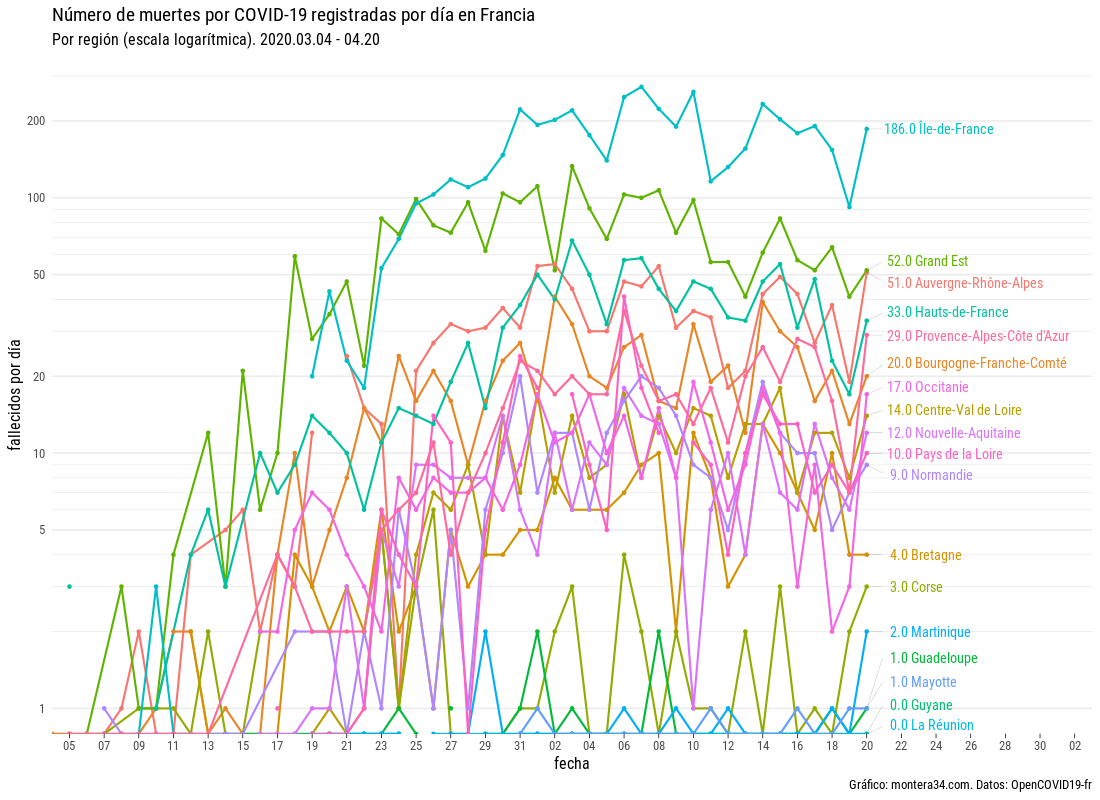 Número de muertes por COVID-19 registradas por día en Francia
Por región (escala logarítmica). 2020.03.04 - 04.20
fallecidos por día
200
100
50
20
10
5
1
186.0 Île-de-France
52.0 Grand Est
51.0 Auvergne-Rhône-Alpes
33.0 Hauts-de-France
29.0 Provence-Alpes-Côte d'Azur
20.0 Bourgogne-Franche-Comté
17.0 Occitanie
14.0 Centre-Val de Loire
12.0 Nouvelle-Aquitaine
10.0 Pays de la Loire
9.0 Normandie
4.0 Bretagne
3.0 Corse
2.0 Martinique
1.0 Guadeloupe
1.0 Mayotte
0.0 Guyane
0.0 La Réunion
05 07 09 11 13 15 17 19 21 23 25 27 29 31 02 04 06 08 10 12 14 16 18 20 22 24 26 28 30 02
fecha
Gráfico: montera34.com. Datos: OpenCOVID19-fr